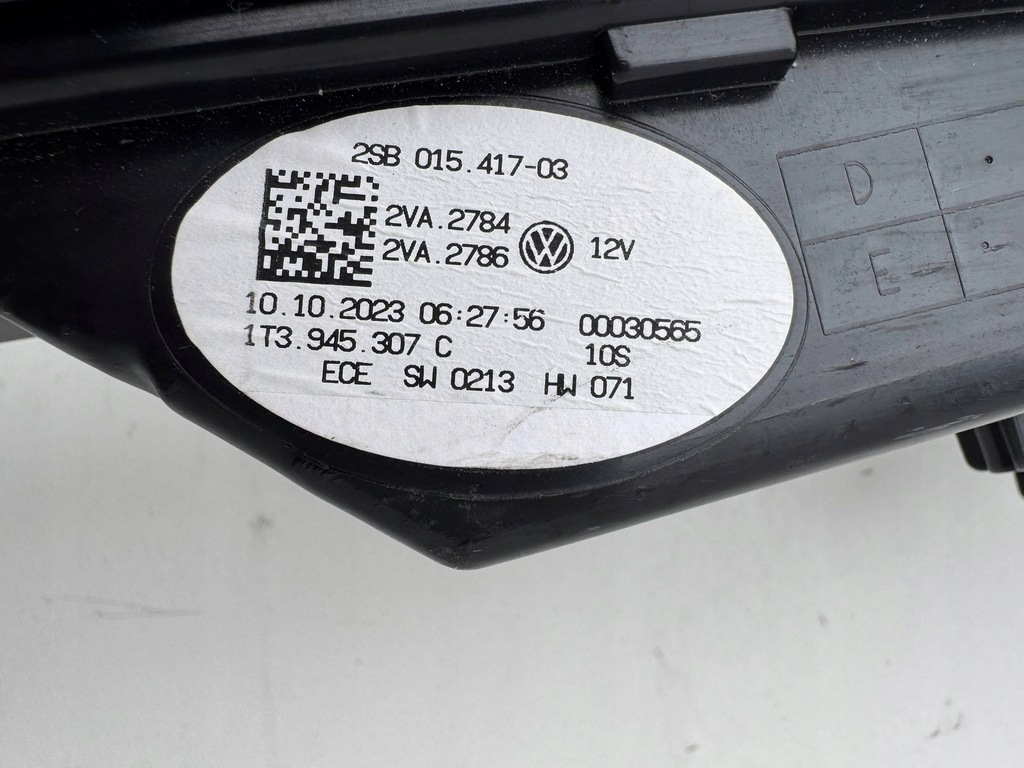 2SB 015.417-03
2VA.2784
2VA.2786 12V
10.10.2023 06:27:56 00030565
1T3.945.307 C 10S
ECE SW 0213 HW 071
D
E